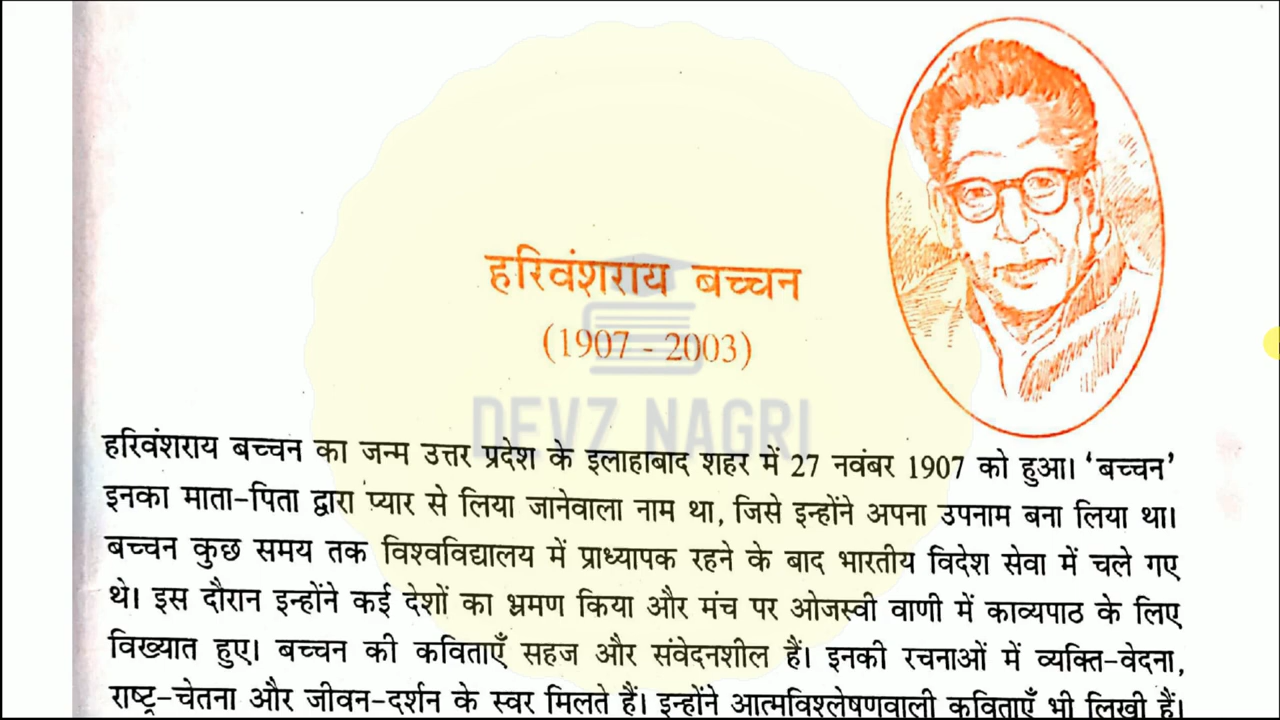 हरिवंशराय बच्चन
(1907 - 2003)
DEVZ NAGRI
हरिवंशराय बच्चन का जन्म उत्तर प्रदेश के इलाहाबाद शहर में 27 नवंबर 1907 को हुआ। ‘बच्चन’
इनका माता-पिता द्वारा प्यार से लिया जानेवाला नाम था, जिसे इन्होंने अपना उपनाम बना लिया था।
बच्चन कुछ समय तक विश्वविद्यालय में प्राध्यापक रहने के बाद भारतीय विदेश सेवा में चले गए
थे। इस दौरान इन्होंने कई देशों का भ्रमण किया और मंच पर ओजस्वी वाणी में काव्यपाठ के लिए
विख्यात हुए। बच्चन की कविताएँ सहज और संवेदनशील हैं। इनकी रचनाओं में व्यक्ति-वेदना,
राष्ट्र-चेतना और जीवन-दर्शन के स्वर मिलते हैं। इन्होंने आत्मविश्लेषणवाली कविताएँ भी लिखी हैं।